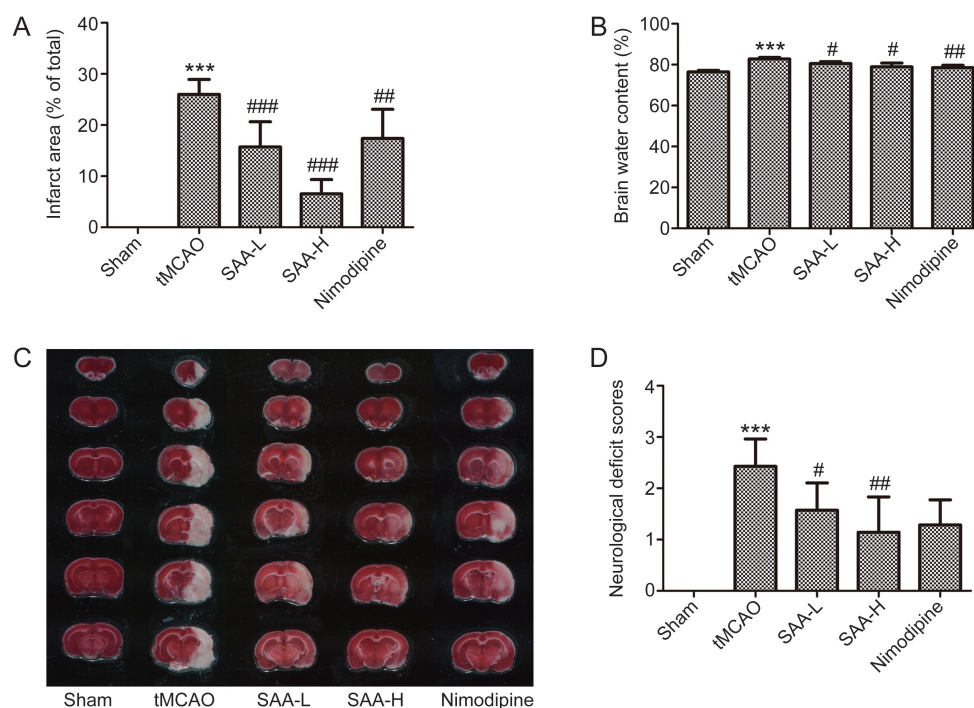 A
Infarct area (% of total)
40
30
20
10
0
***
###
###
##
Sham
tMCAO
SAA-L
SAA-H
Nimodipine
B
Brain water content (%)
100
80
60
40
20
0
***
#
#
##
Sham
tMCAO
SAA-L
SAA-H
Nimodipine
C
Sham tMCAO SAA-L SAA-H Nimodipine
D
Neurological deficit scores
4
3
2
1
0
***
#
##
Sham
tMCAO
SAA-L
SAA-H
Nimodipine